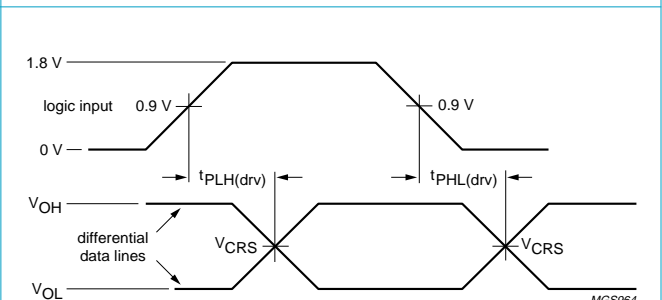 1.8 V
logic input 0.9 V 0.9 V
0 V
tPLH(drv) tPHL(drv)
VOH
differential
data lines
VCRS VCRS
VOL
MGS964